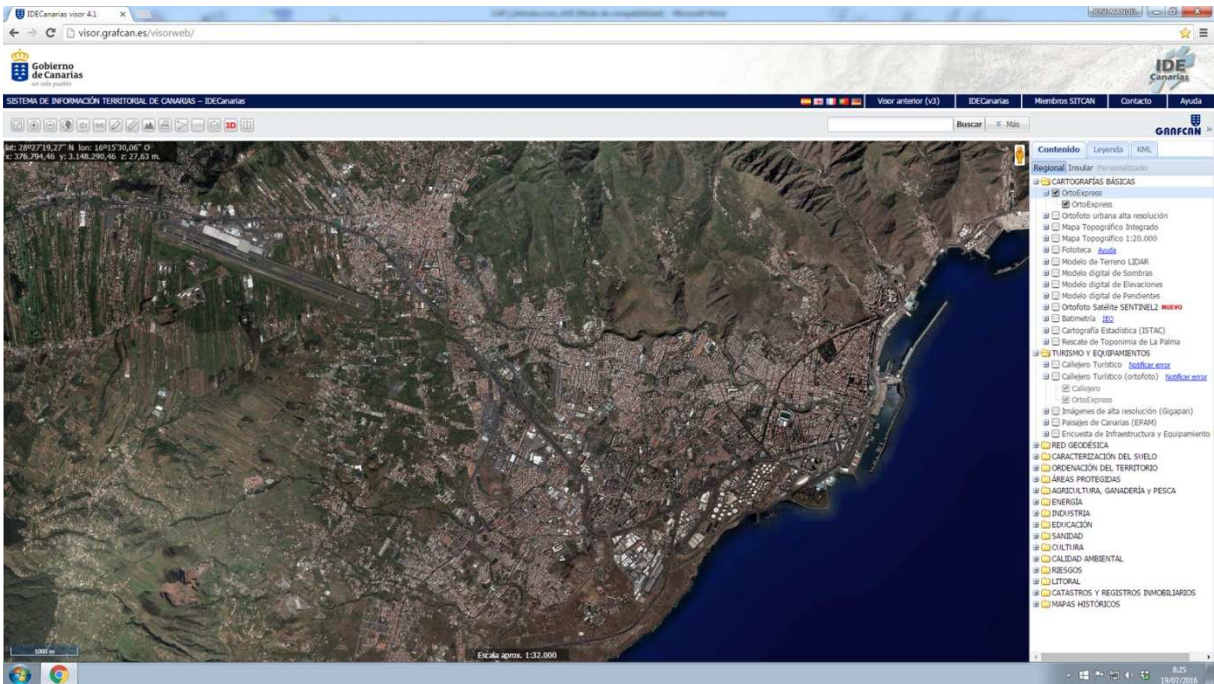 IDECanarias visor 4.1
visor.grafcan.es/visorweb/
Gobierno
de Canarias
un solo pueblo
IDE
Canarias
SISTEMA DE INFORMACIÓN TERRITORIAL DE CANARIAS – IDECanarias
Visor anterior (v3) IDECanarias Miembros SITCAN Contacto Ayuda
3D
Buscar Más
GRAFCAN
lat: 28º27'19,27" N lon: 16º15'30,06" O
x: 376.794,46 y: 3.148.290,46 z: 27,63 m.
Contenido Leyenda KML
Regional Insular Personalizado
CARTOGRAFÍAS BÁSICAS
OrtoExpress
OrtoExpress
Ortofoto urbana alta resolución
Mapa Topográfico Integrado
Mapa Topográfico 1:20.000
Fototeca Ayuda
Modelo de Terreno LIDAR
Modelo digital de Sombras
Modelo digital de Elevaciones
Modelo digital de Pendientes
Ortofoto Satélite SENTINEL2 NUEVO
Batimetría IEO
Cartografía Estadística (ISTAC)
Rescate de Toponimia de La Palma
TURISMO Y EQUIPAMIENTOS
Callejero Turístico Notificar error
Callejero Turístico (ortofoto) Notificar error
Callejero
OrtoExpress
Imágenes de alta resolución (Gigapan)
Paisajes de Canarias (EPAM)
Encuesta de Infraestructura y Equipamiento
RED GEODÉSICA
CARACTERIZACIÓN DEL SUELO
ORDENACIÓN DEL TERRITORIO
ÁREAS PROTEGIDAS
AGRICULTURA, GANADERÍA y PESCA
ENERGÍA
INDUSTRIA
EDUCACIÓN
SANIDAD
CULTURA
CALIDAD AMBIENTAL
RIESGOS
LITORAL
CATASTROS Y REGISTROS INMOBILIARIOS
MAPAS HISTÓRICOS
1000 m
Escala aprox. 1:32.000
8:25
19/07/2016